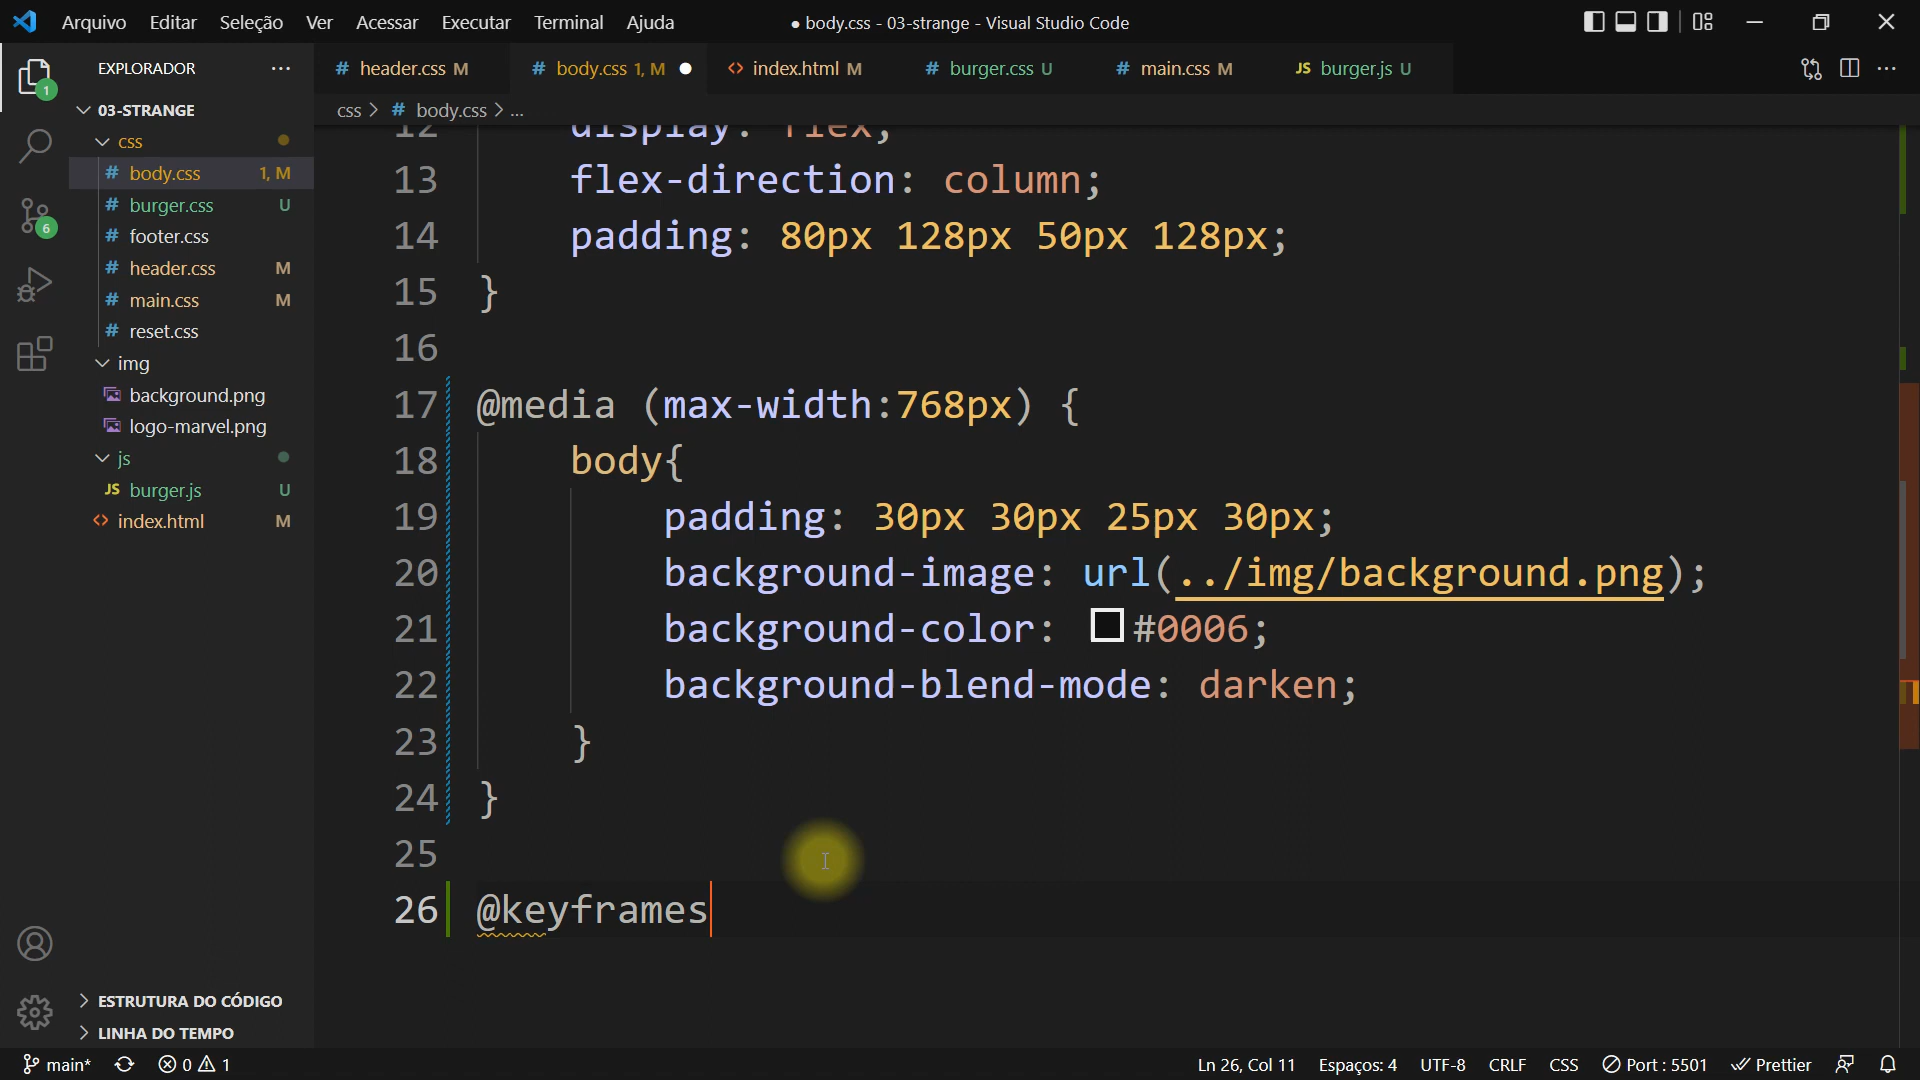 Arquivo Editar Seleção Ver Acessar Executar Terminal Ajuda
● body.css - 03-strange - Visual Studio Code
EXPLORADOR ...
03-STRANGE
css
# body.css 1, M
# burger.css U
# footer.css
# header.css M
# main.css M
# reset.css
img
background.png
logo-marvel.png
js
JS burger.js U
<> index.html M
ESTRUTURA DO CÓDIGO
LINHA DO TEMPO
1
6
# header.css M
# body.css 1, M ●
<> index.html M
# burger.css U
# main.css M
JS burger.js U
css > # body.css > ...
12 display: flex;
13 flex-direction: column;
14 padding: 80px 128px 50px 128px;
15 }
16
17 @media (max-width:768px) {
18 body{
19 padding: 30px 30px 25px 30px;
20 background-image: url(../img/background.png);
21 background-color: #0006;
22 background-blend-mode: darken;
23 }
24 }
25
26 @keyframes
main* 0 1
Ln 26, Col 11 Espaços: 4 UTF-8 CRLF CSS Port : 5501 Prettier